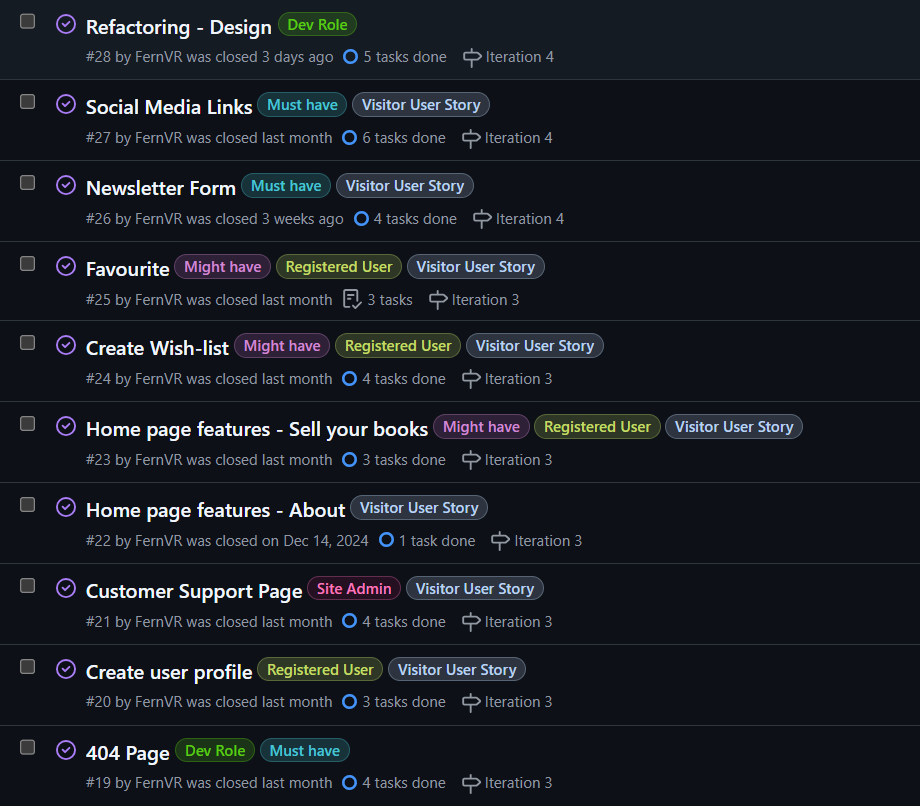 Refactoring - Design Dev Role
#28 by FernVR was closed 3 days ago 5 tasks done Iteration 4
Social Media Links Must have Visitor User Story
#27 by FernVR was closed last month 6 tasks done Iteration 4
Newsletter Form Must have Visitor User Story
#26 by FernVR was closed 3 weeks ago 4 tasks done Iteration 4
Favourite Might have Registered User Visitor User Story
#25 by FernVR was closed last month 3 tasks Iteration 3
Create Wish-list Might have Registered User Visitor User Story
#24 by FernVR was closed last month 4 tasks done Iteration 3
Home page features - Sell your books Might have Registered User Visitor User Story
#23 by FernVR was closed last month 3 tasks done Iteration 3
Home page features - About Visitor User Story
#22 by FernVR was closed on Dec 14, 2024 1 task done Iteration 3
Customer Support Page Site Admin Visitor User Story
#21 by FernVR was closed last month 4 tasks done Iteration 3
Create user profile Registered User Visitor User Story
#20 by FernVR was closed last month 3 tasks done Iteration 3
404 Page Dev Role Must have
#19 by FernVR was closed last month 4 tasks done Iteration 3